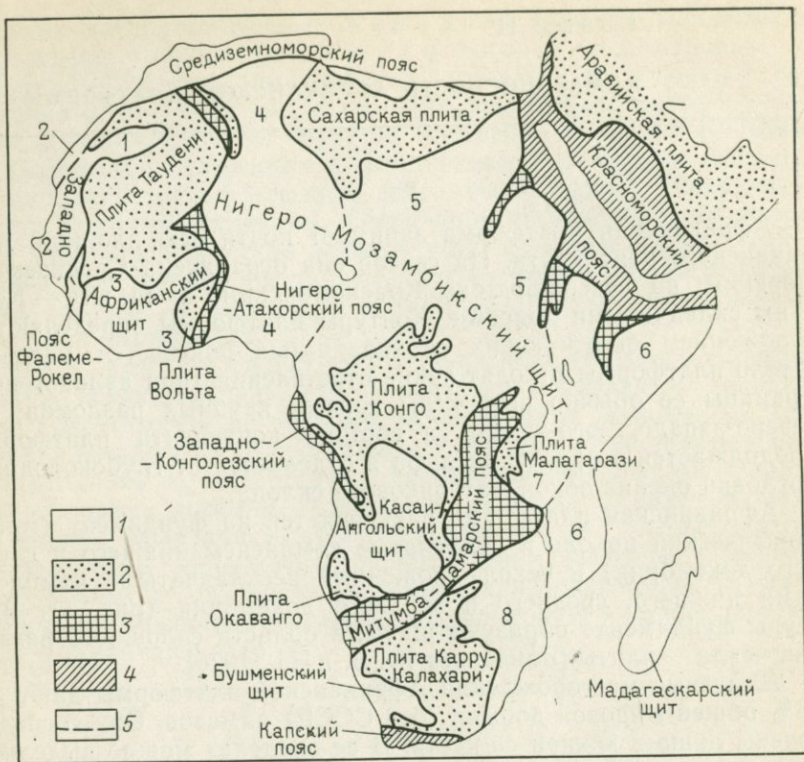 Средиземноморский пояс
Аравийская плита
Сахарская плита
4
2
1
Плита Таудени
Красноморский
пояс
Западно
5
Нигеро-Мозамбикский щит
2
3
Африканский
щит
Нигеро-
-Атакорский пояс
5
Пояс
Фалеме-
Рокел
3
4
6
Плита
Вольта
Плита
Конго
Западно-
-Конголезский
пояс
Плита
Малагарази
7
Касаи-
Ангольский
щит
6
1
2
3
4
5
Плита
Окаванго
Митумба-Дамарский пояс
8
Плита Карру-
Калахари
Бушменский
щит
Капский
пояс
Мадагаскарский
щит